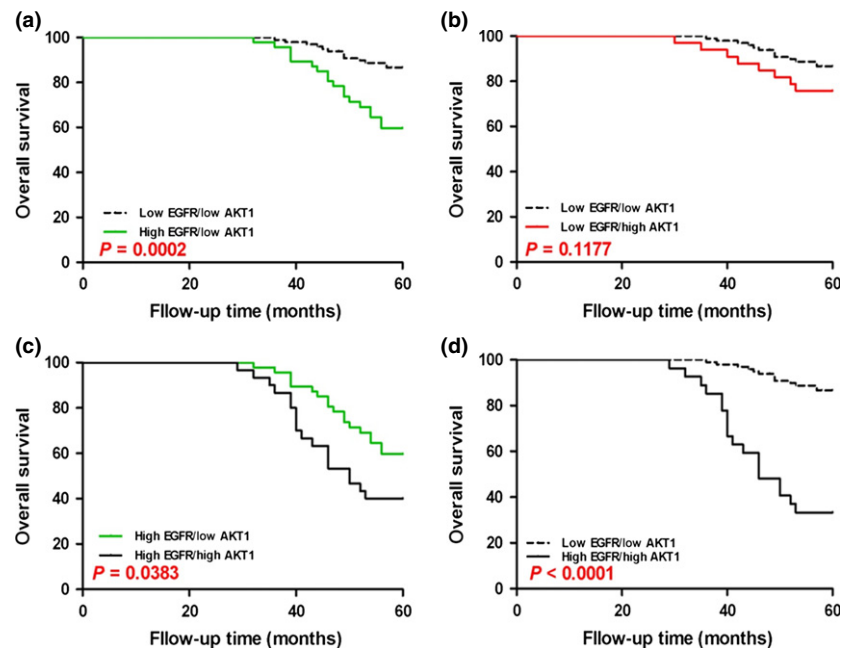 (a)
100
80
60
40
20
0
Overall survival
Low EGFR/low AKT1
High EGFR/low AKT1
P = 0.0002
0 20 40 60
Fllow-up time (months)
(b)
100
80
60
40
20
0
Overall survival
Low EGFR/low AKT1
Low EGFR/high AKT1
P = 0.1177
0 20 40 60
Fllow-up time (months)
(c)
100
80
60
40
20
0
Overall survival
High EGFR/low AKT1
High EGFR/high AKT1
P = 0.0383
0 20 40 60
Fllow-up time (months)
(d)
100
80
60
40
20
0
Overall survival
Low EGFR/low AKT1
High EGFR/high AKT1
P < 0.0001
0 20 40 60
Fllow-up time (months)